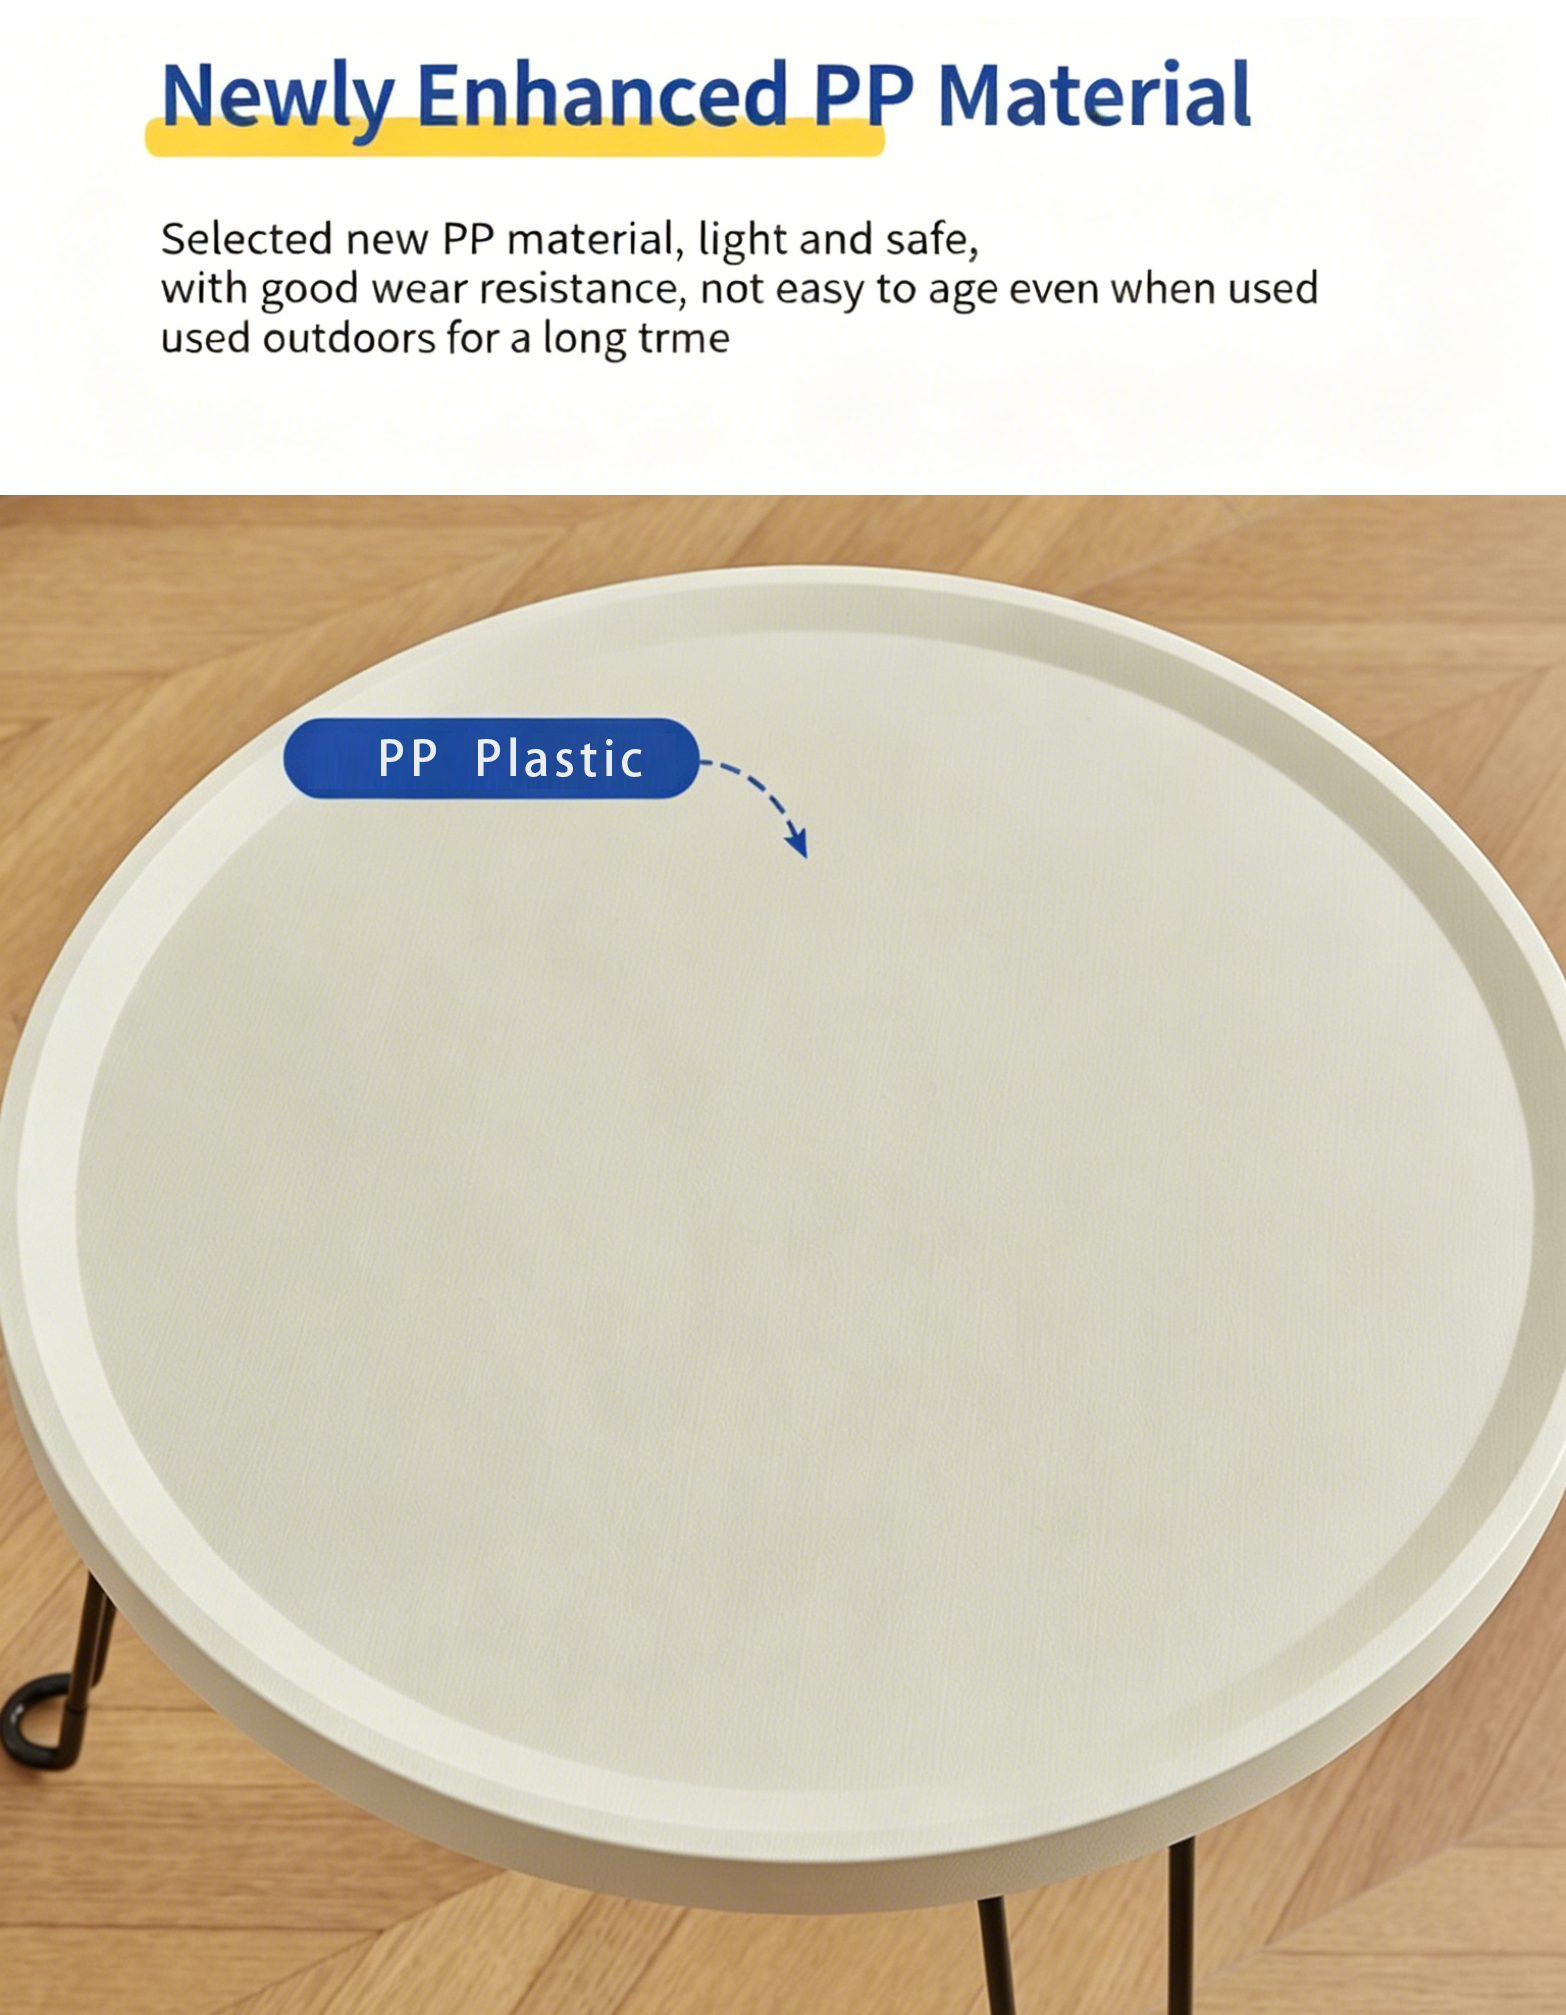 Newly Enhanced PP Material
Selected new PP material, light and safe,
with good wear resistance, not easy to age even when used
used outdoors for a long trme
PP Plastic